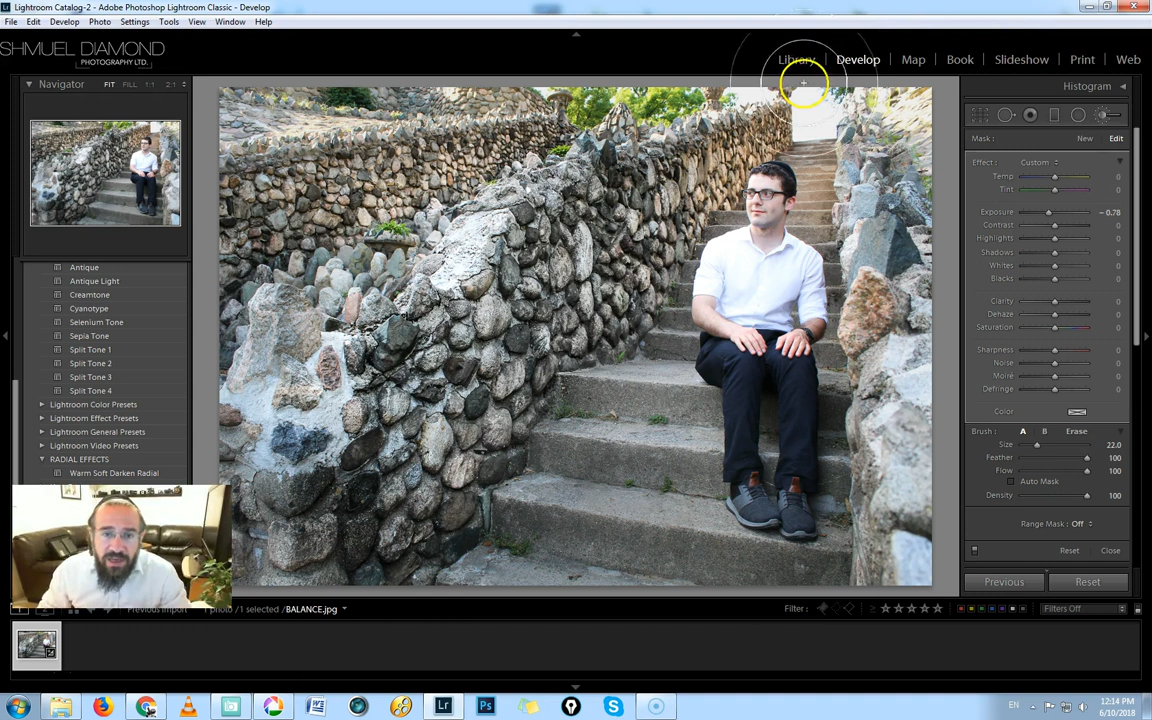 Lightroom Catalog-2 - Adobe Photoshop Lightroom Classic - Develop
File Edit Develop Photo Settings Tools View Window Help
SHMUEL DIAMOND
PHOTOGRAPHY LTD.
Library Develop Map Book Slideshow Print Web
Navigator FIT FILL 1:1 2:1
Histogram
Mask : New Edit
Effect : Custom
Temp 0
Tint 0
Exposure – 0.78
Contrast 0
Highlights 0
Shadows 0
Whites 0
Blacks 0
Clarity 0
Dehaze 0
Saturation 0
Sharpness 0
Noise 0
Moiré 0
Defringe 0
Color
Brush : A B Erase
Size 22.0
Feather 100
Flow 100
Auto Mask
Density 100
Range Mask : Off
Reset Close
Previous Reset
Antique
Antique Light
Creamtone
Cyanotype
Selenium Tone
Sepia Tone
Split Tone 1
Split Tone 2
Split Tone 3
Split Tone 4
Lightroom Color Presets
Lightroom Effect Presets
Lightroom General Presets
Lightroom Video Presets
RADIAL EFFECTS
Warm Soft Darken Radial
Previous Import 1 photo / 1 selected / BALANCE.jpg
Filter : Filters Off
Lr Ps
EN 12:14 PM
6/10/2018